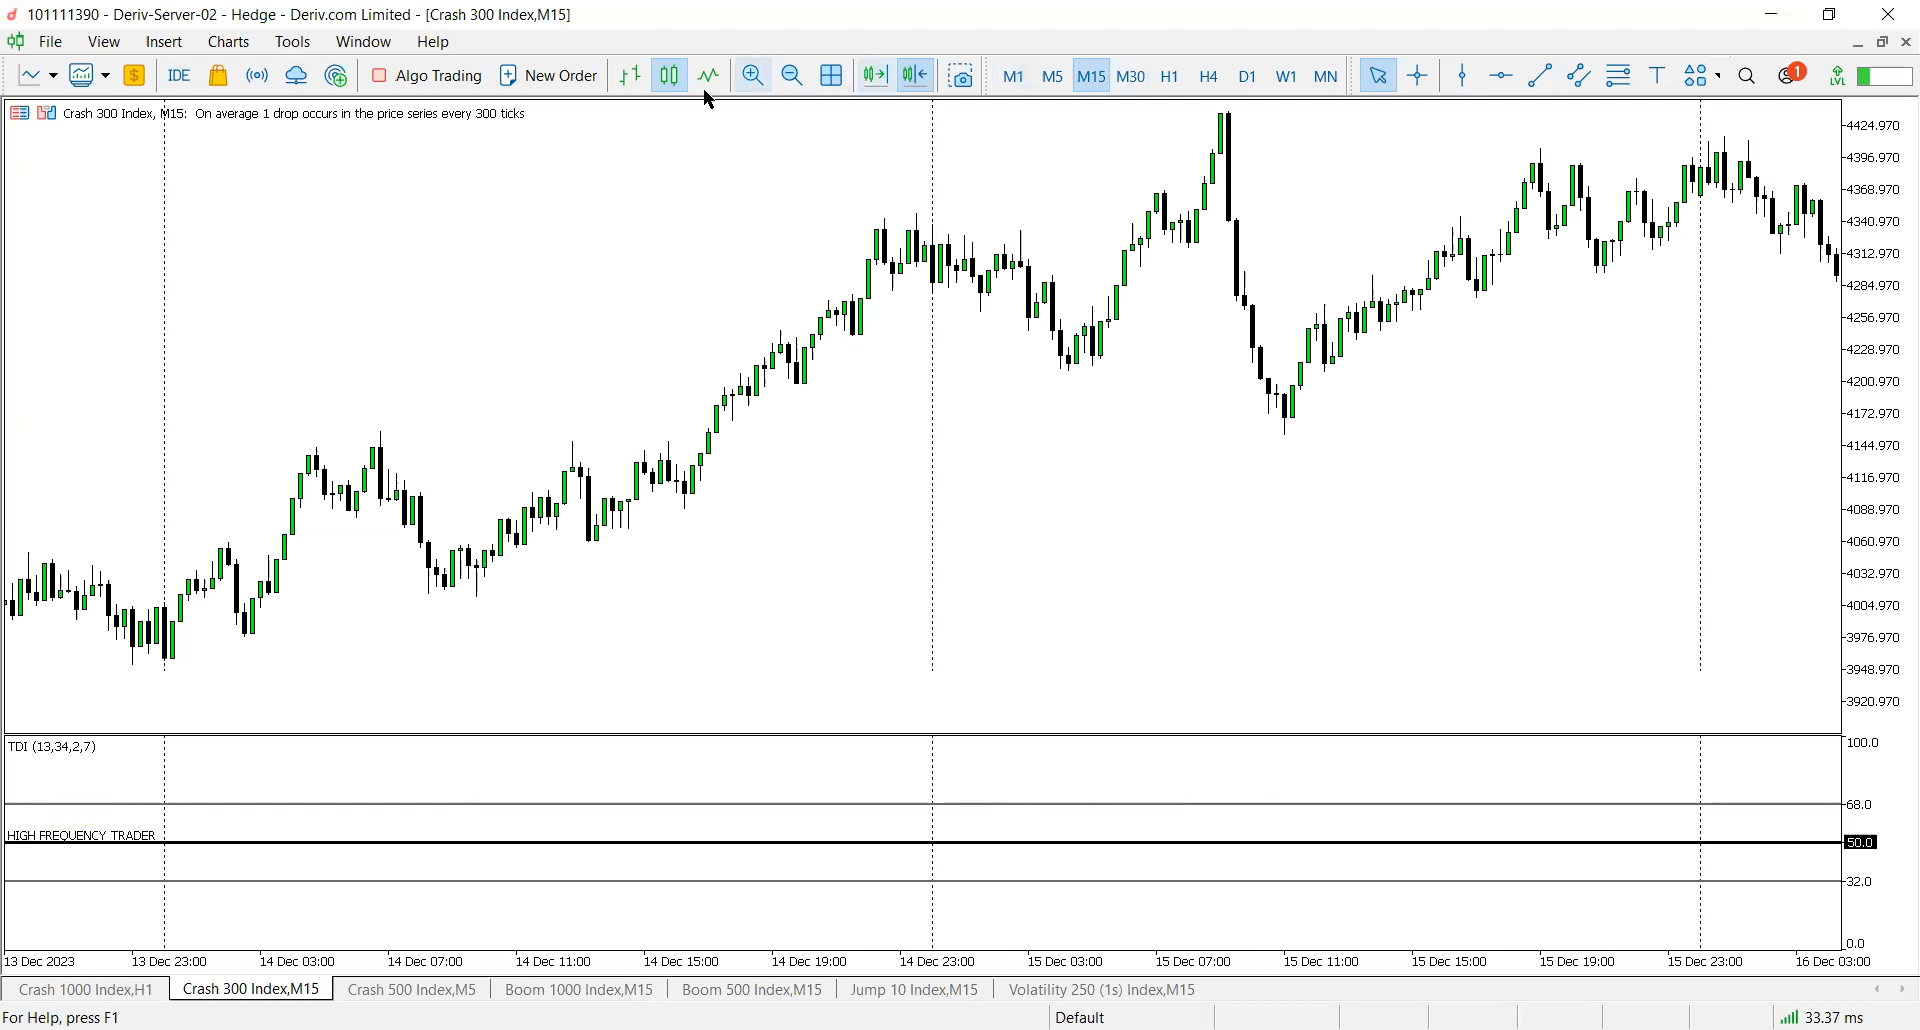 101111390 - Deriv-Server-02 - Hedge - Deriv.com Limited - [Crash 300 Index,M15]
File View Insert Charts Tools Window Help
IDE Algo Trading New Order M1 M5 M15 M30 H1 H4 D1 W1 MN T 1 LVL
Crash 300 Index, M15: On average 1 drop occurs in the price series every 300 ticks
4424.970
4396.970
4368.970
4340.970
4312.970
4284.970
4256.970
4228.970
4200.970
4172.970
4144.970
4116.970
4088.970
4060.970
4032.970
4004.970
3976.970
3948.970
3920.970
TDI (13,34,2,7)
100.0
68.0
HIGH FREQUENCY TRADER
50.0
32.0
0.0
13 Dec 2023 13 Dec 23:00 14 Dec 03:00 14 Dec 07:00 14 Dec 11:00 14 Dec 15:00 14 Dec 19:00 14 Dec 23:00 15 Dec 03:00 15 Dec 07:00 15 Dec 11:00 15 Dec 15:00 15 Dec 19:00 15 Dec 23:00 16 Dec 03:00
Crash 1000 Index,H1 Crash 300 Index,M15 Crash 500 Index,M5 Boom 1000 Index,M15 Boom 500 Index,M15 Jump 10 Index,M15 Volatility 250 (1s) Index,M15
For Help, press F1 Default 33.37 ms